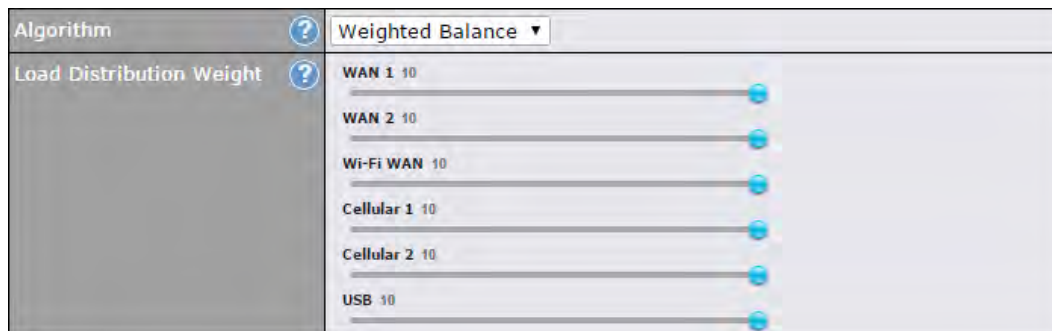 Algorithm ? Weighted Balance ▼
Load Distribution Weight ? WAN 1 10
WAN 2 10
Wi-Fi WAN 10
Cellular 1 10
Cellular 2 10
USB 10